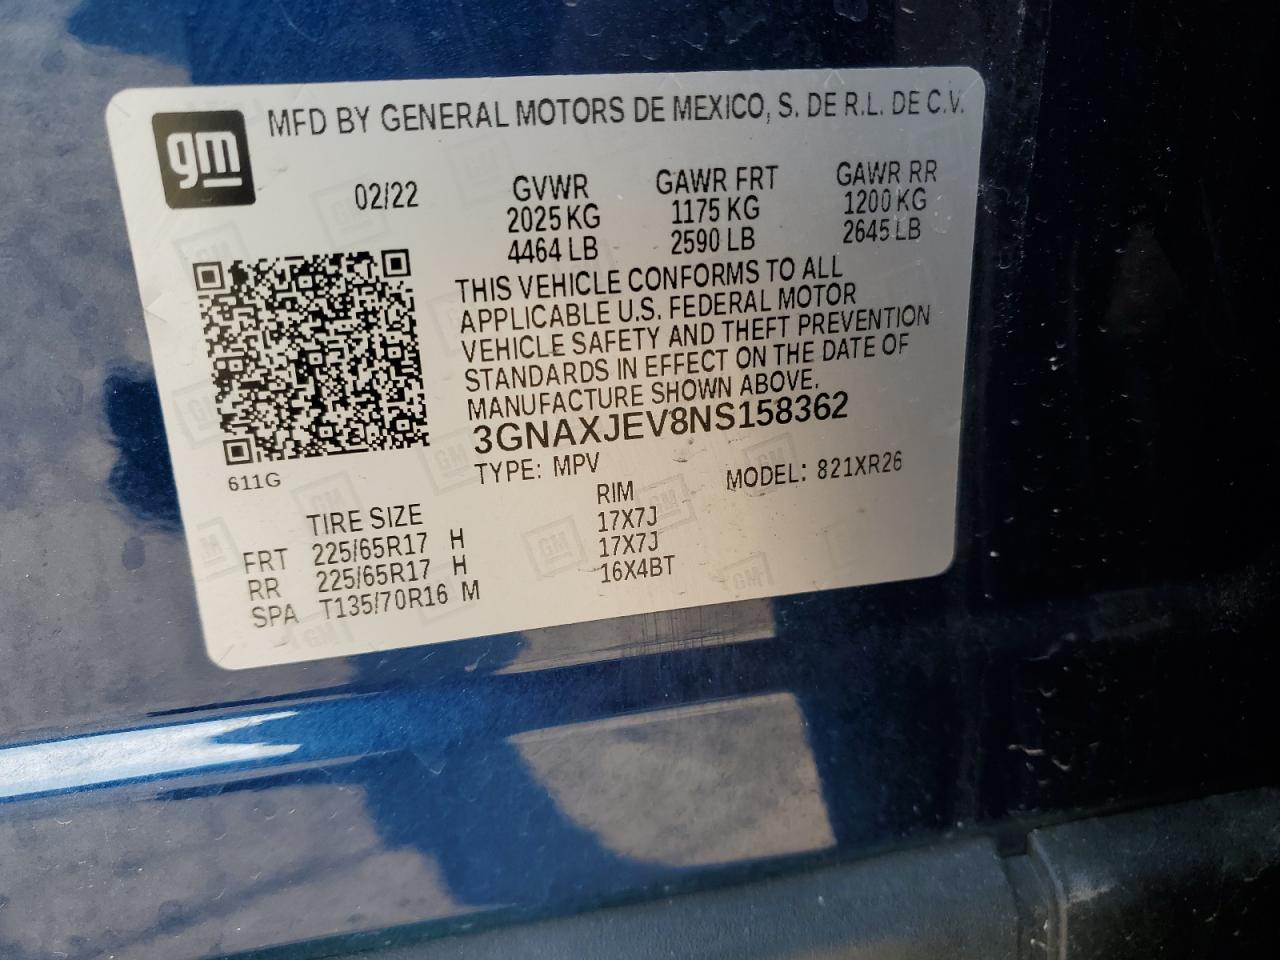 gm
MFD BY GENERAL MOTORS DE MEXICO, S. DE R.L. DE C.V.
02/22
GVWR GAWR FRT GAWR RR
2025 KG 1175 KG 1200 KG
4464 LB 2590 LB 2645 LB
THIS VEHICLE CONFORMS TO ALL
APPLICABLE U.S. FEDERAL MOTOR
VEHICLE SAFETY AND THEFT PREVENTION
STANDARDS IN EFFECT ON THE DATE OF
MANUFACTURE SHOWN ABOVE.
3GNAXJEV8NS158362
TYPE: MPV MODEL: 821XR26
611G
TIRE SIZE RIM
FRT 225/65R17 H 17X7J
RR 225/65R17 H 17X7J
SPA T135/70R16 M 16X4BT